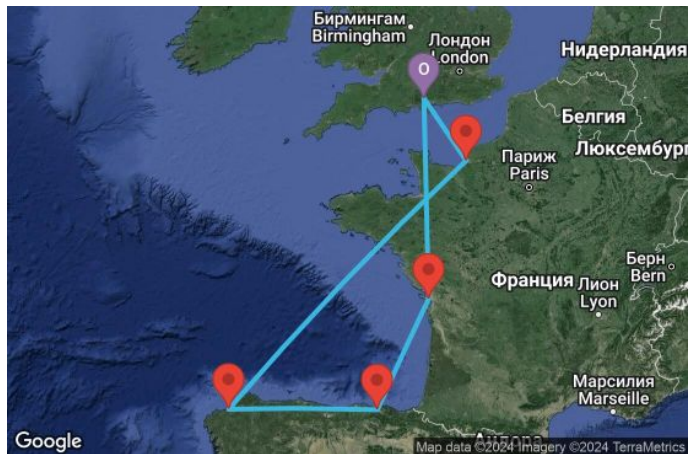 Бирмингам
Birmingham
Лондон
London
O
Нидерландия
Белгия
Люксембург
Париж
Paris
Берн
Bern
Франция
Лион
Lyon
Марсилия
Marseille
Андора
Google
Map data ©2024 Imagery ©2024 TerraMetrics